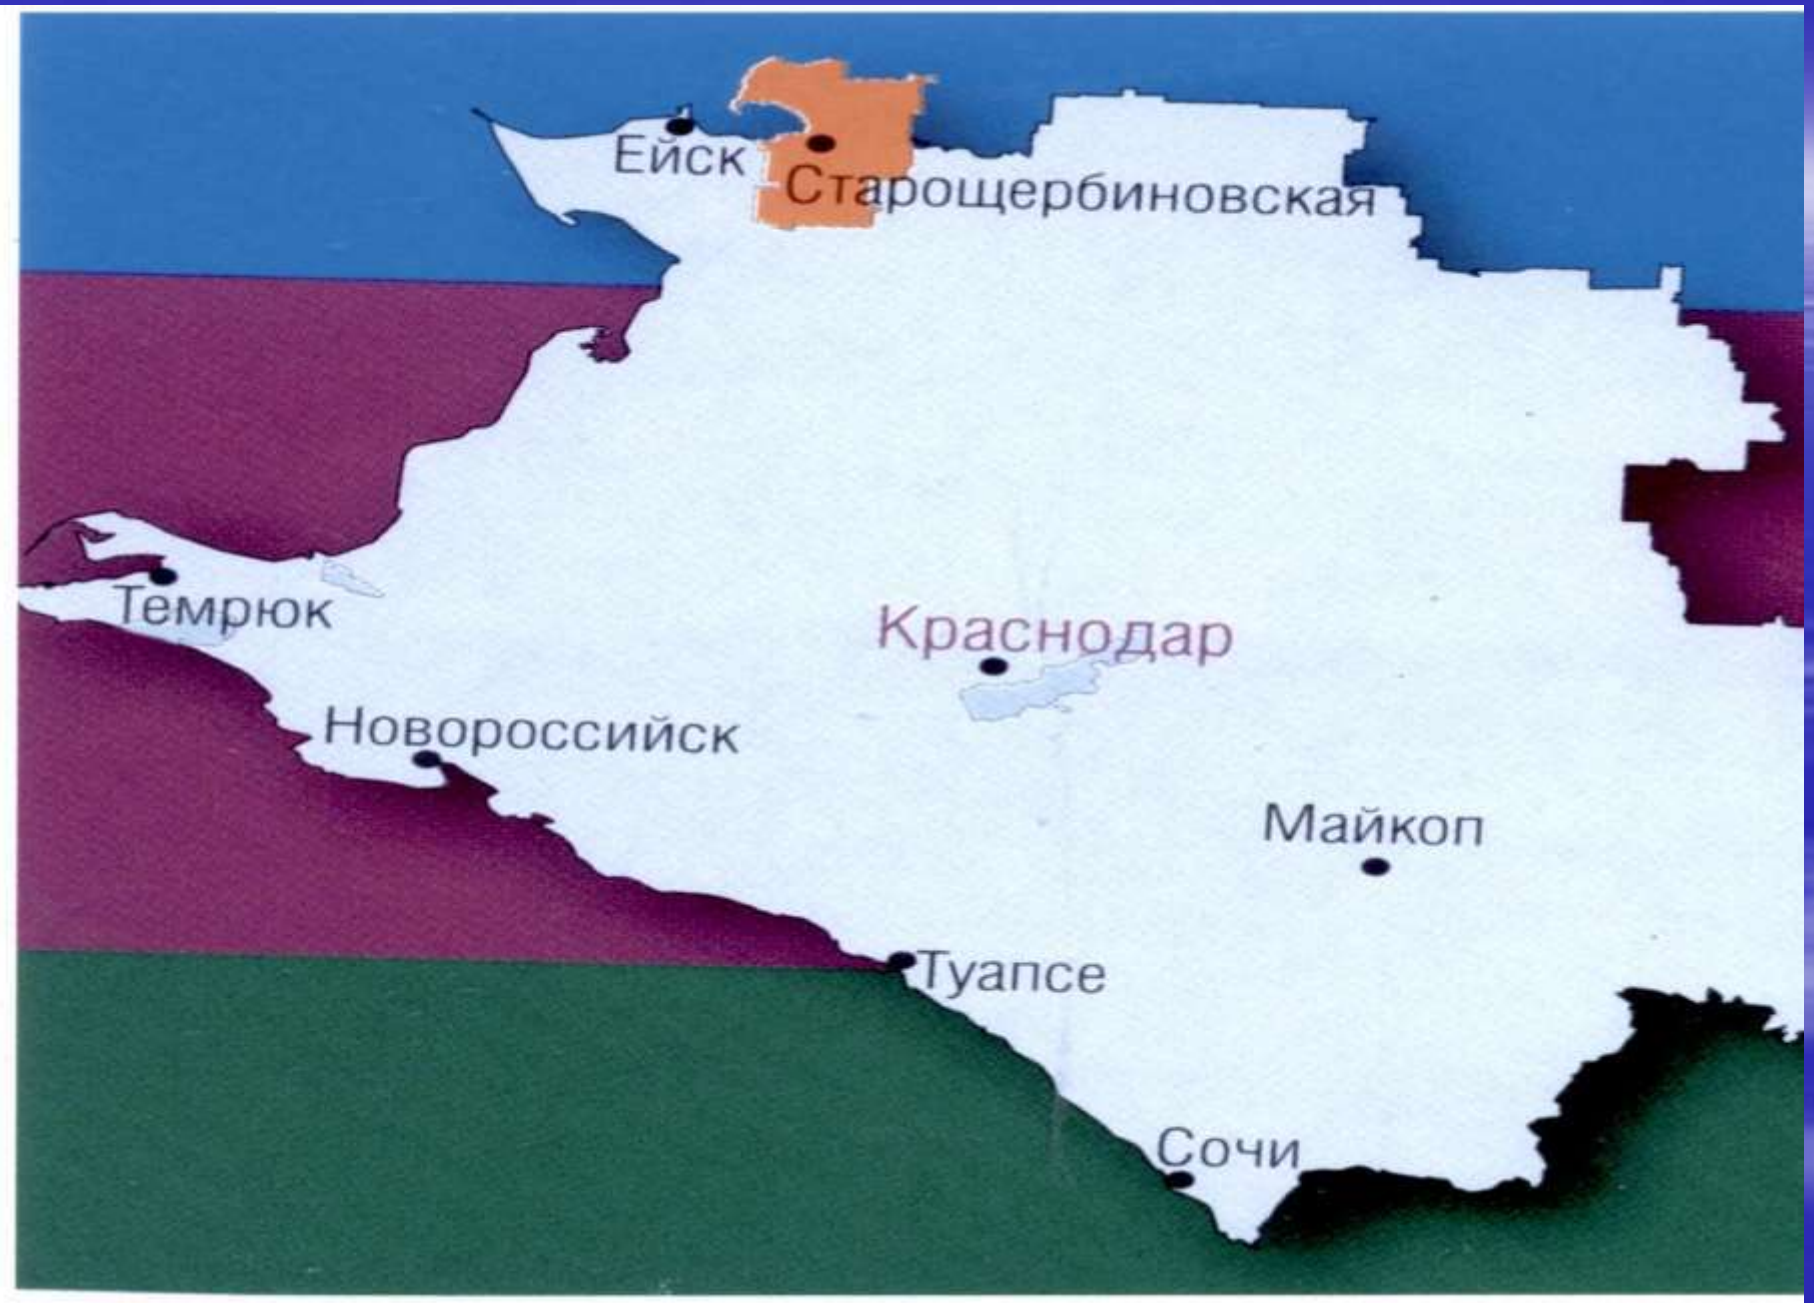 Ейск
Старощербиновская
Темрюк
Краснодар
Новороссийск
Майкоп
Туапсе
Сочи